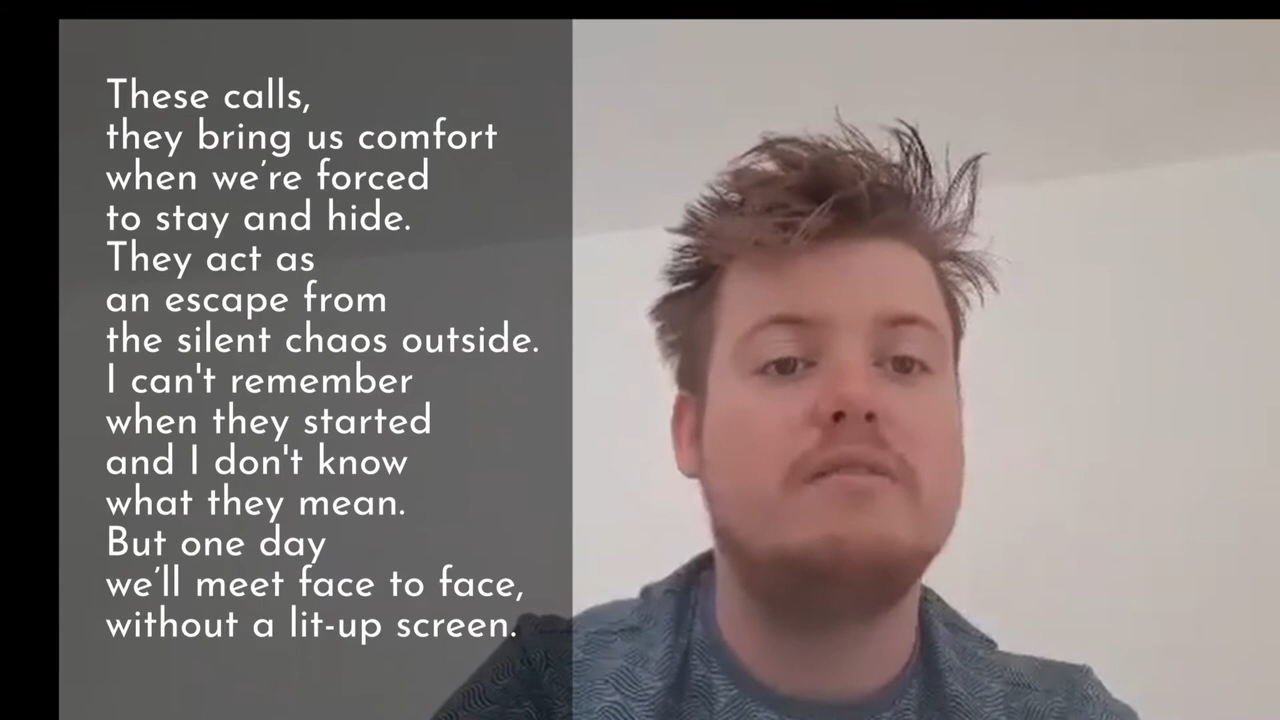 These calls,
they bring us comfort
when we’re forced
to stay and hide.
They act as
an escape from
the silent chaos outside.
I can't remember
when they started
and I don't know
what they mean.
But one day
we’ll meet face to face,
without a lit-up screen.